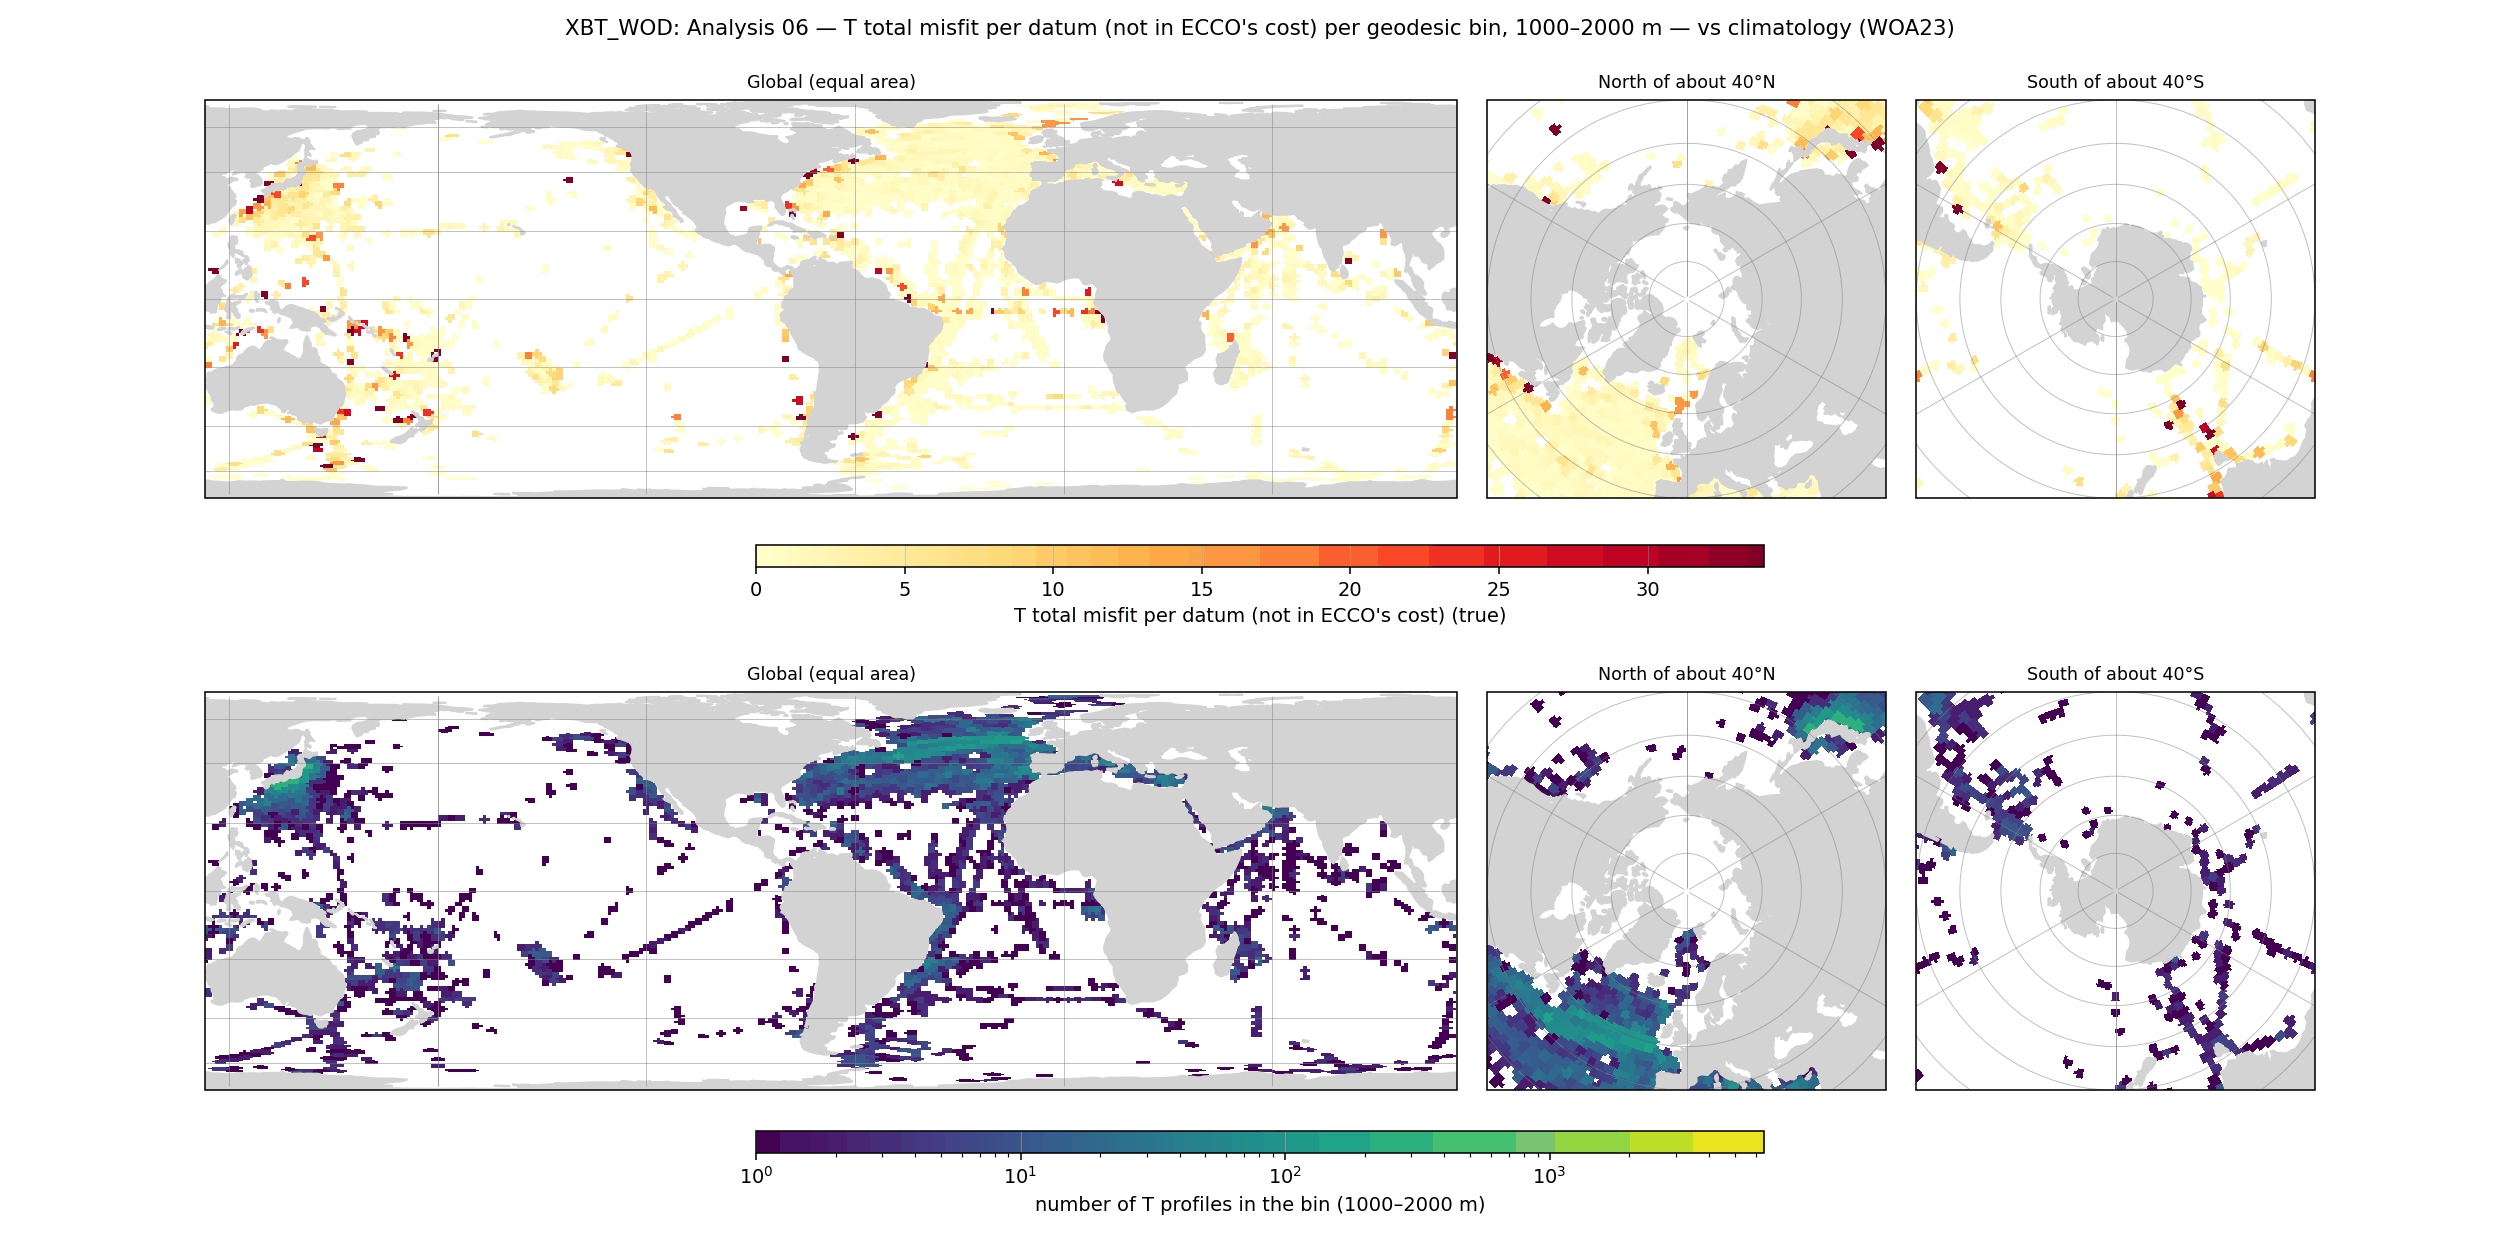 XBT_WOD: Analysis 06 — T total misfit per datum (not in ECCO's cost) per geodesic bin, 1000–2000 m — vs climatology (WOA23)
Global (equal area)
North of about 40°N
South of about 40°S
0 5 10 15 20 25 30
T total misfit per datum (not in ECCO's cost) (true)
Global (equal area)
North of about 40°N
South of about 40°S
10⁰ 10¹ 10² 10³
number of T profiles in the bin (1000–2000 m)